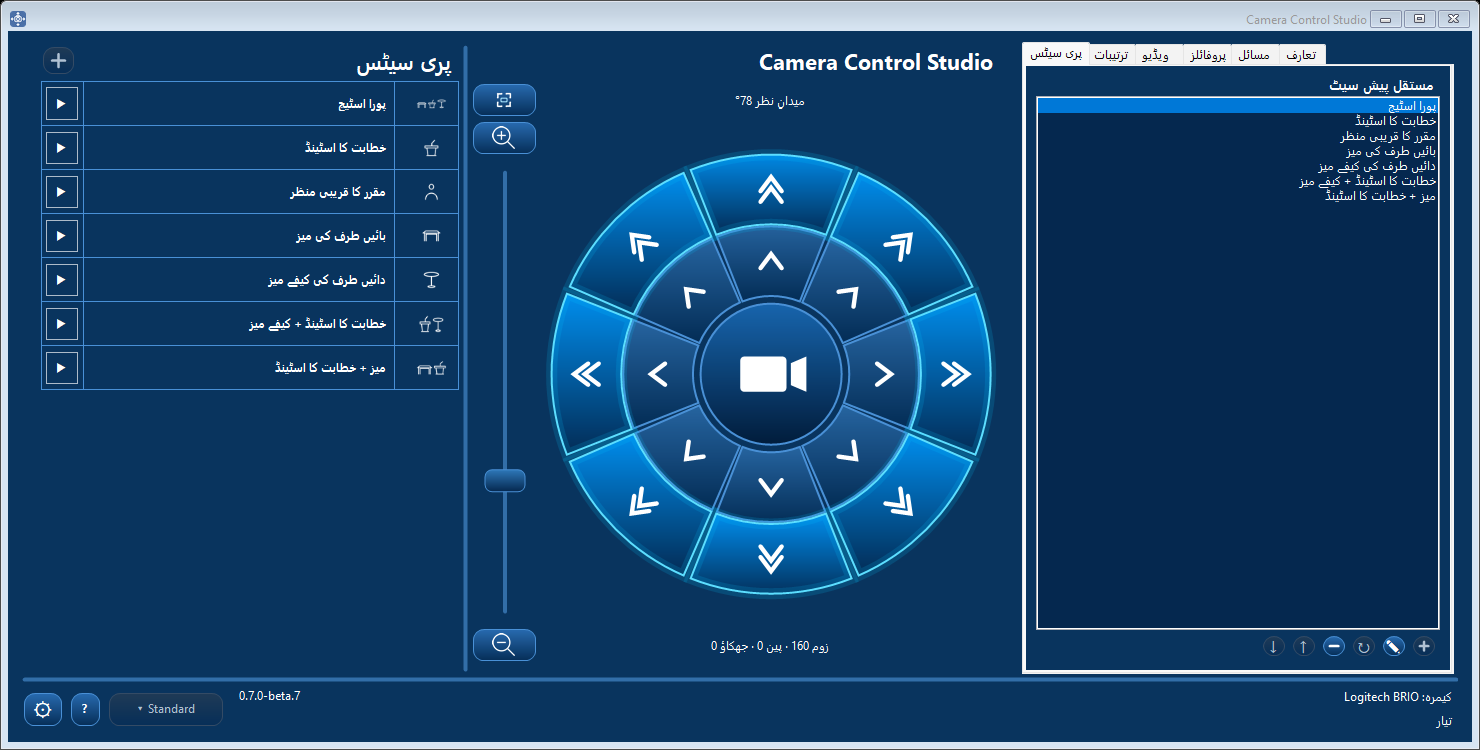 Camera Control Studio
پری سیٹس
پورا اسٹیج
خطابت کا اسٹینڈ
مقرر کا قریبی منظر
بائیں طرف کی میز
دائیں طرف کی کیفے میز
خطابت کا اسٹینڈ + کیفے میز
میز + خطابت کا اسٹینڈ
Camera Control Studio
میدانِ نظر 78°
زوم 160 · پین 0 · جھکاؤ 0
پری سیٹس
ترتیبات
ویڈیو
پروفائلز
مسائل
تعارف
مستقل پیش سیٹ
پورا اسٹیج
خطابت کا اسٹینڈ
مقرر کا قریبی منظر
بائیں طرف کی میز
دائیں طرف کی کیفے میز
خطابت کا اسٹینڈ + کیفے میز
میز + خطابت کا اسٹینڈ
?
Standard
0.7.0-beta.7
کیمرہ: Logitech BRIO
تیار